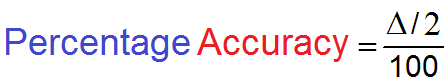 Percentage Accuracy = Δ/2
100